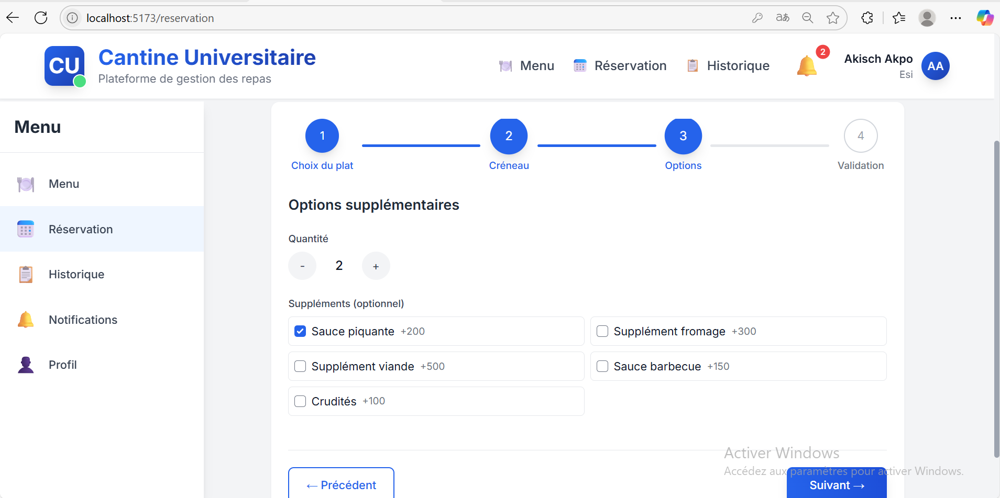 localhost:5173/reservation
CU
Cantine Universitaire
Plateforme de gestion des repas
Menu
Réservation
Historique
2
Akisch Akpo
Esi
AA
Menu
Menu
Réservation
Historique
Notifications
Profil
1
2
3
4
Choix du plat
Créneau
Options
Validation
Options supplémentaires
Quantité
- 2 +
Suppléments (optionnel)
Sauce piquante +200
Supplément fromage +300
Supplément viande +500
Sauce barbecue +150
Crudités +100
Activer Windows
Accédez aux paramètres pour activer Windows.
← Précédent
Suivant →